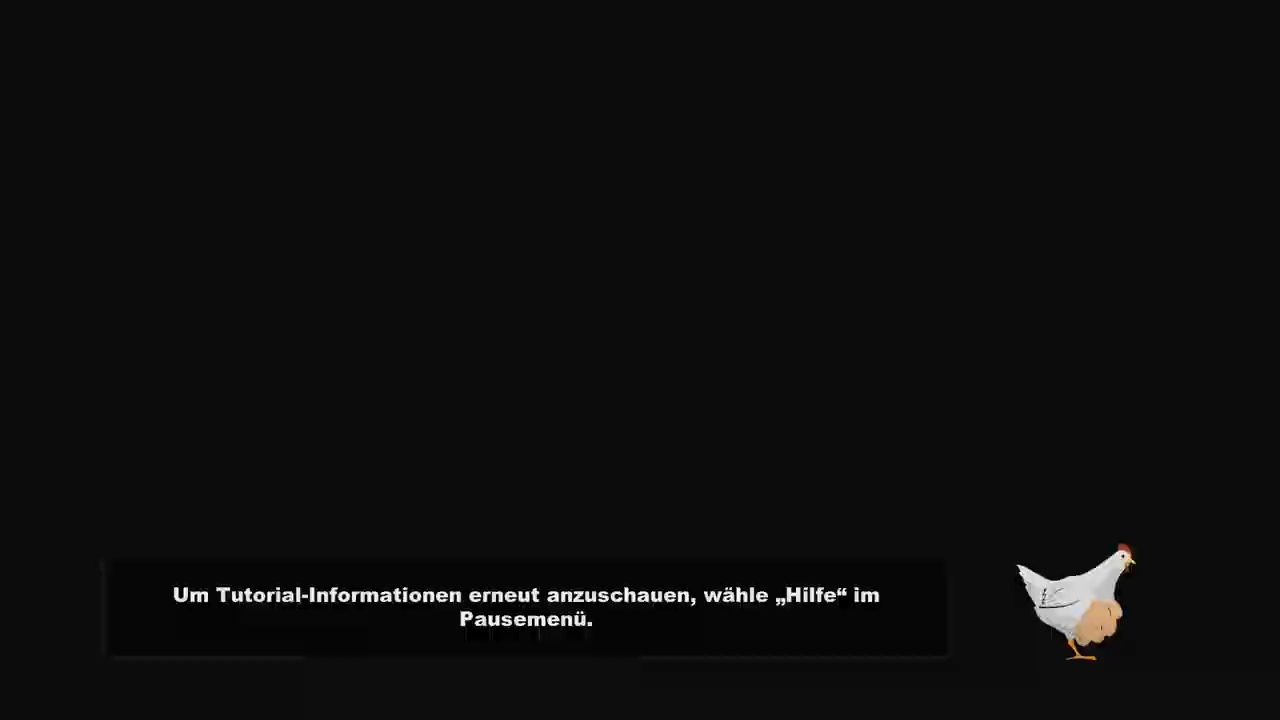 Um Tutorial-Informationen erneut anzuschauen, wähle „Hilfe“ im
Pausemenü.